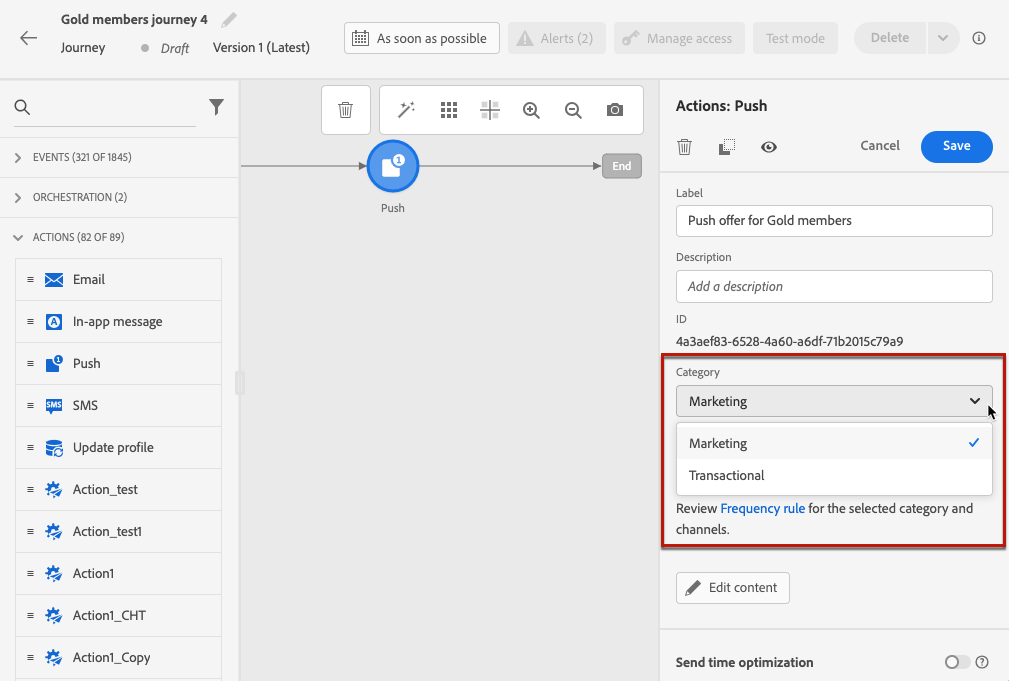 Gold members journey 4
Journey
Draft
Version 1 (Latest)
As soon as possible
Alerts (2)
Manage access
Test mode
Delete
EVENTS (321 OF 1845)
ORCHESTRATION (2)
ACTIONS (82 OF 89)
Email
In-app message
Push
SMS
SMS
Update profile
Action_test
Action_test1
Action1
Action1_CHT
Action1_Copy
1
Push
End
Actions: Push
Cancel
Save
Label
Push offer for Gold members
Description
Add a description
ID
4a3aef83-6528-4a60-a6df-71b2015c79a9
Category
Marketing
Marketing
Transactional
Review Frequency rule for the selected category and
channels.
Edit content
Send time optimization